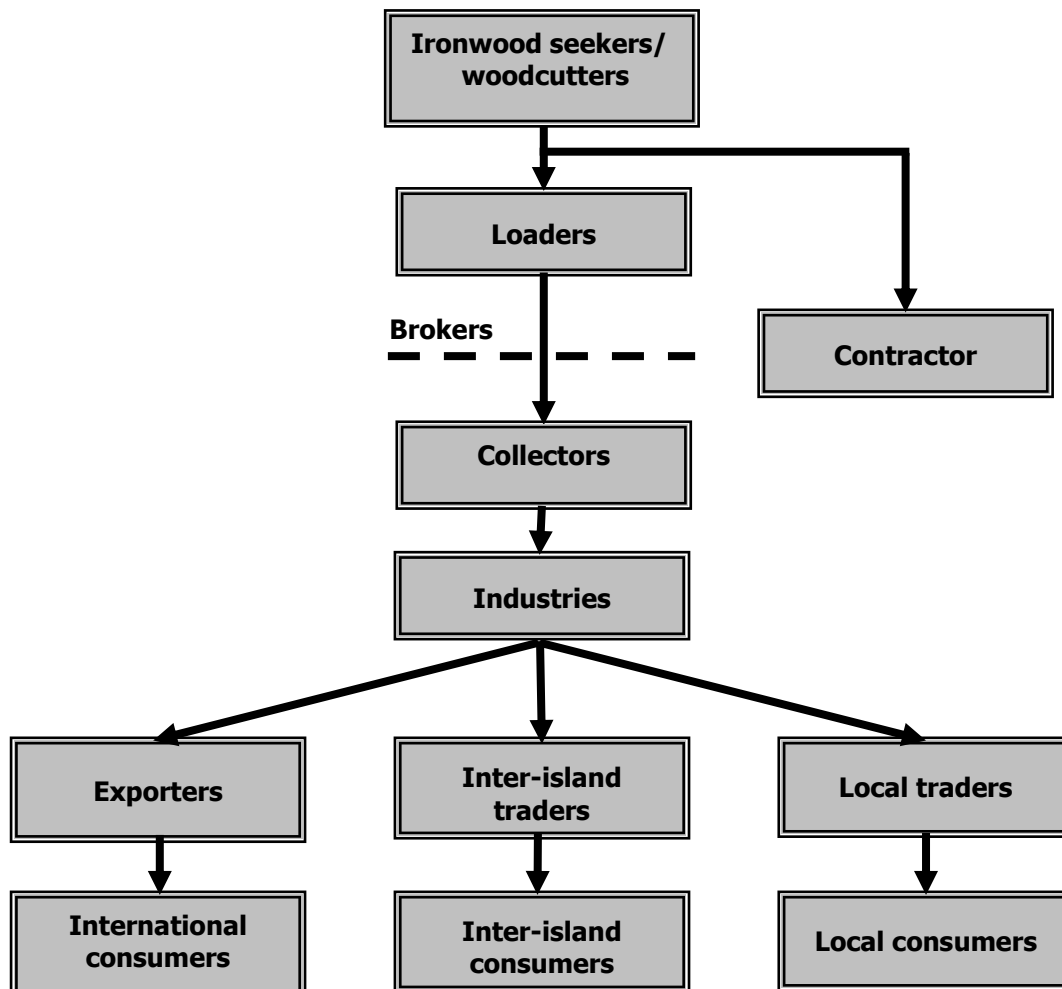 Ironwood seekers/
woodcutters
Loaders
Brokers
Contractor
Collectors
Industries
Exporters
Inter-island
traders
Local traders
International
consumers
Inter-island
consumers
Local consumers